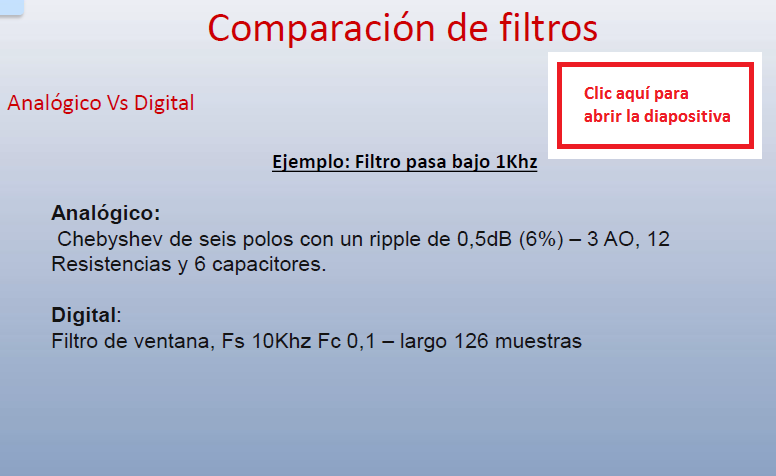 Comparación de filtros
Analógico Vs Digital
Clic aquí para
abrir la diapositiva
Ejemplo: Filtro pasa bajo 1Khz
Analógico:
Chebyshev de seis polos con un ripple de 0,5dB (6%) – 3 AO, 12
Resistencias y 6 capacitores.
Digital:
Filtro de ventana, Fs 10Khz Fc 0,1 – largo 126 muestras